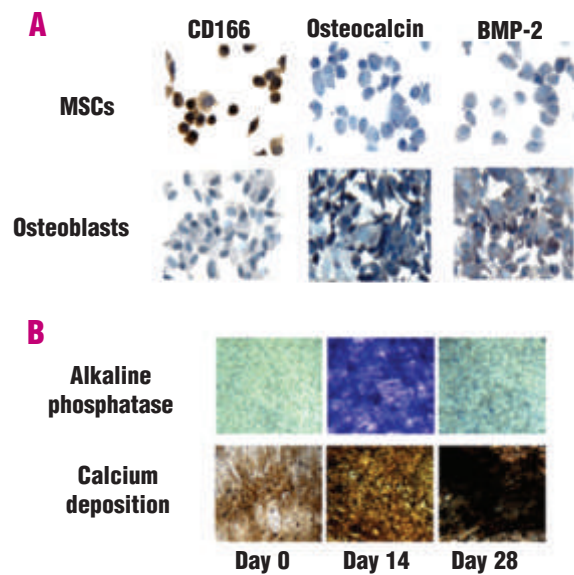 A
CD166 Osteocalcin BMP-2
MSCs
Osteoblasts
B
Alkaline
phosphatase
Calcium
deposition
Day 0 Day 14 Day 28